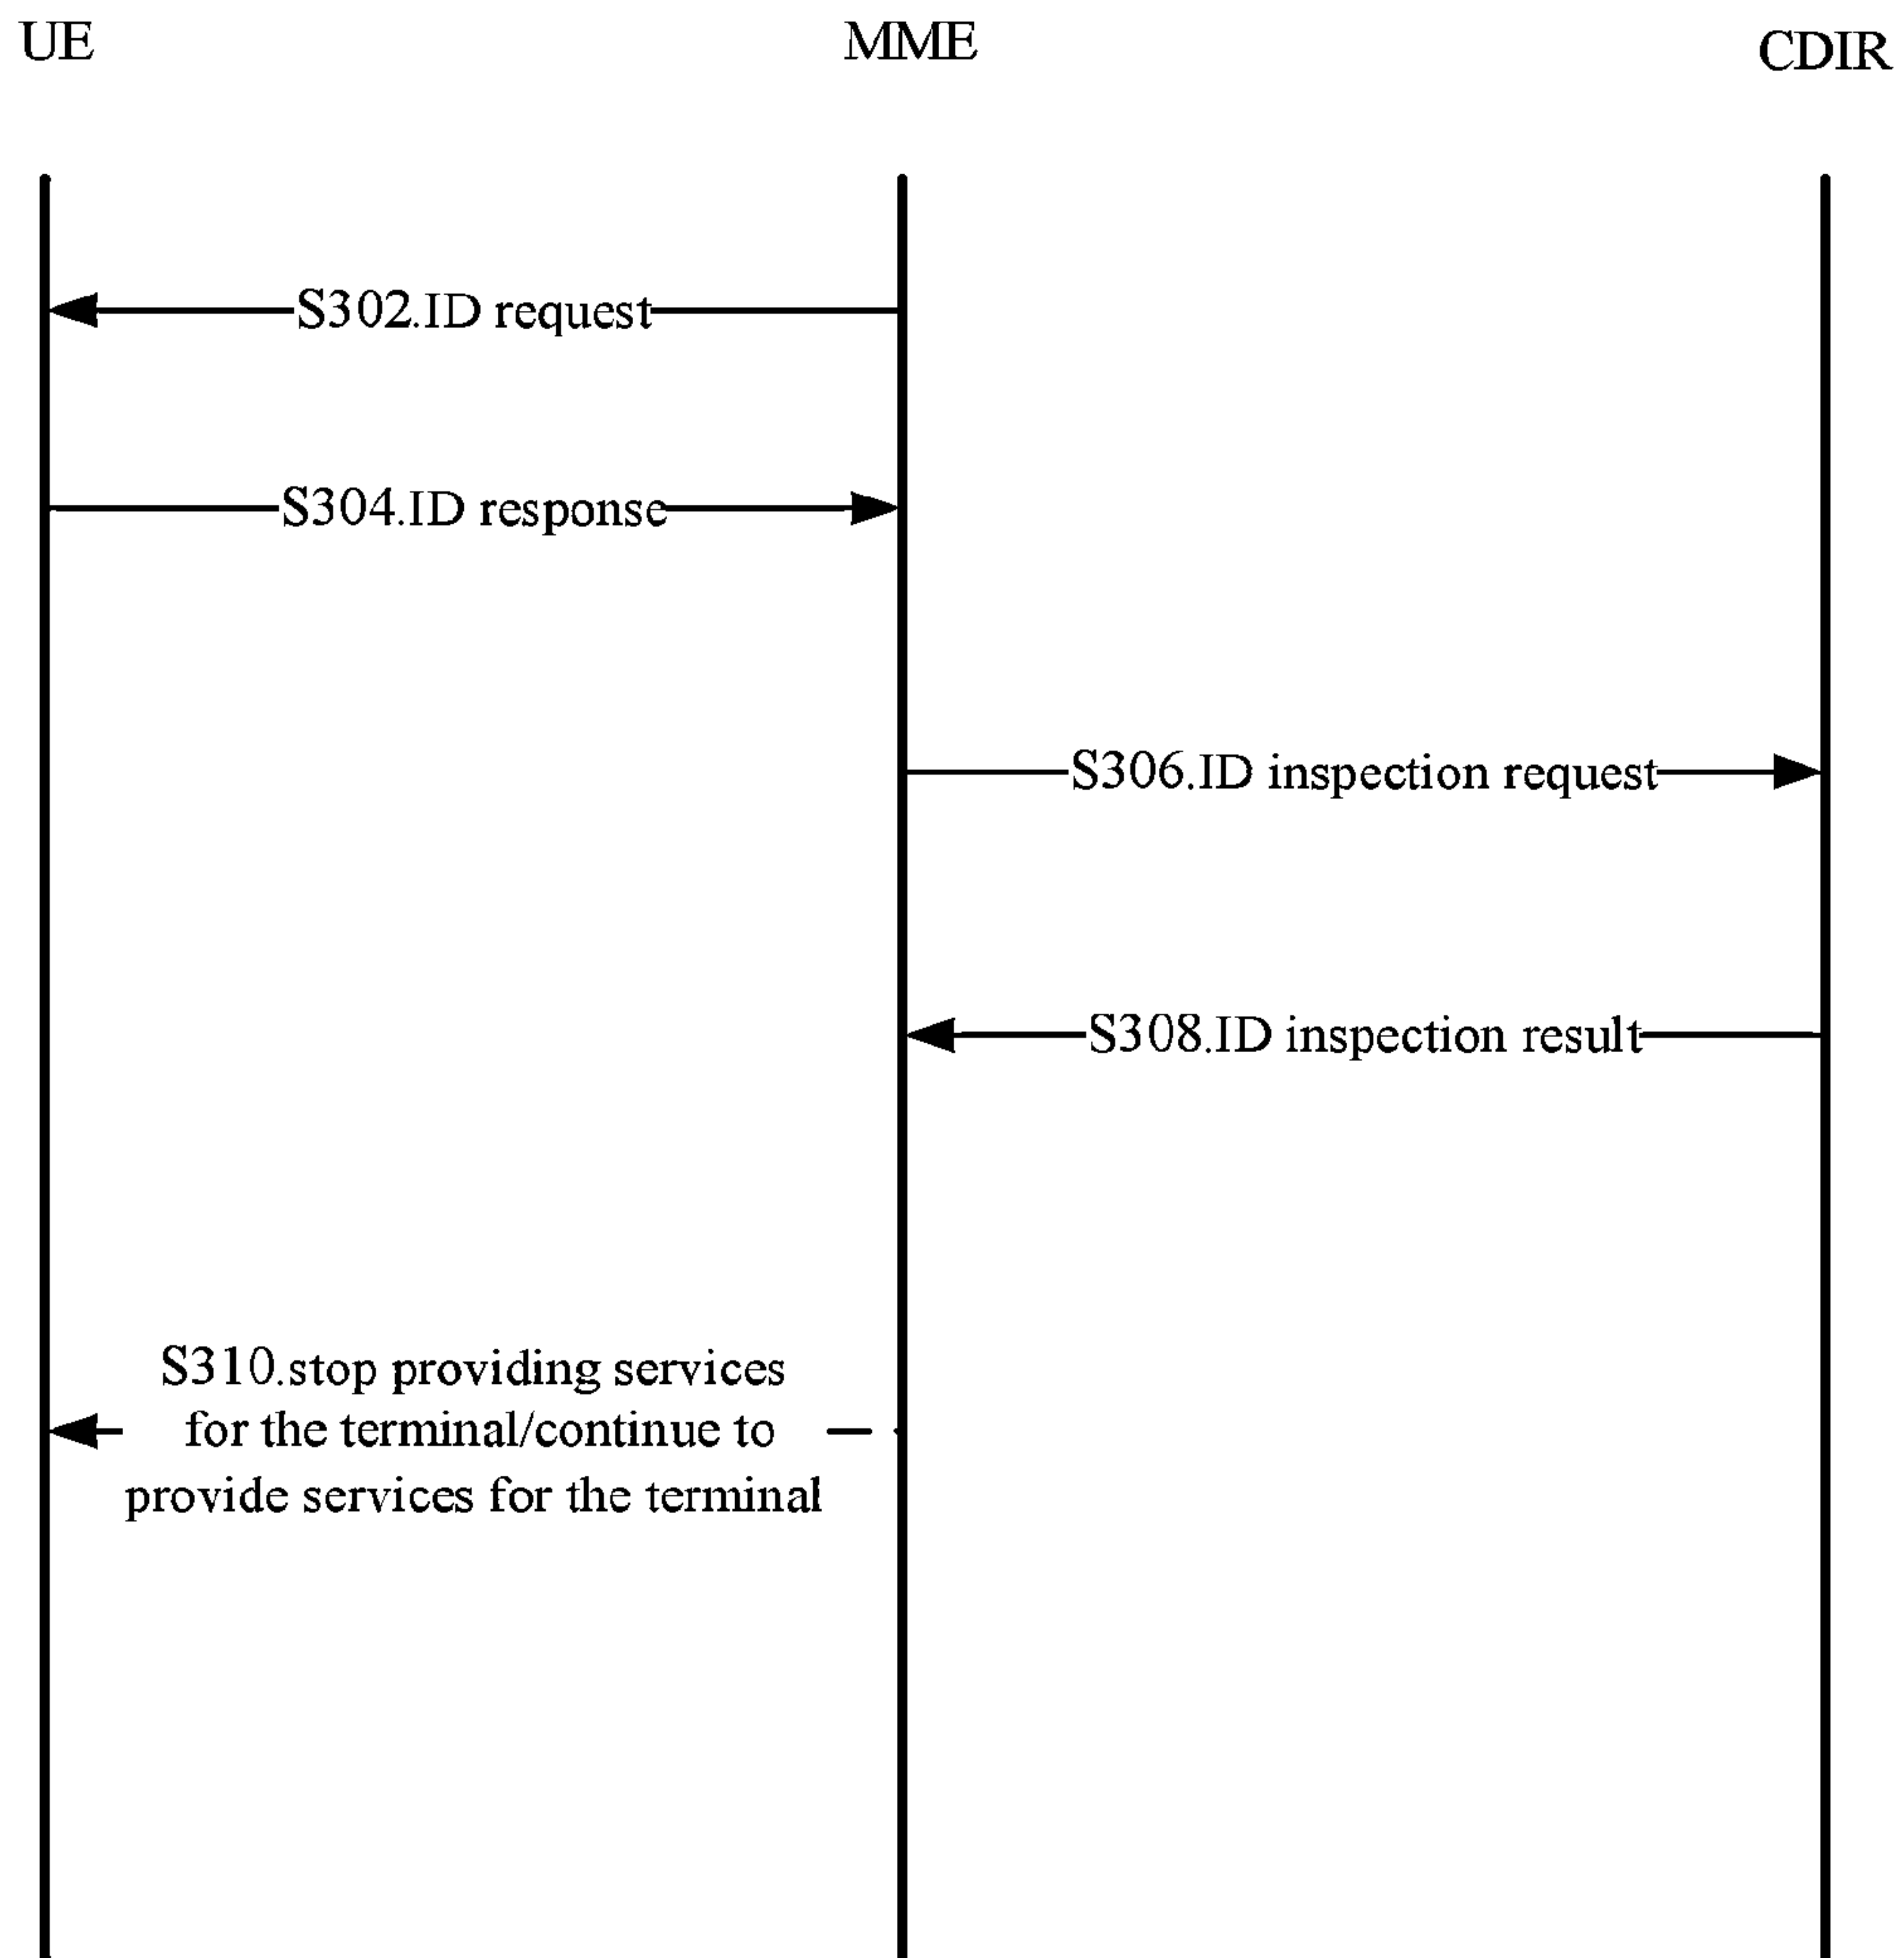 UE
MME
CDIR
S302.ID request
S304.ID response
S306.ID inspection request
S308.ID inspection result
S310.stop providing services
for the terminal/continue to
provide services for the terminal